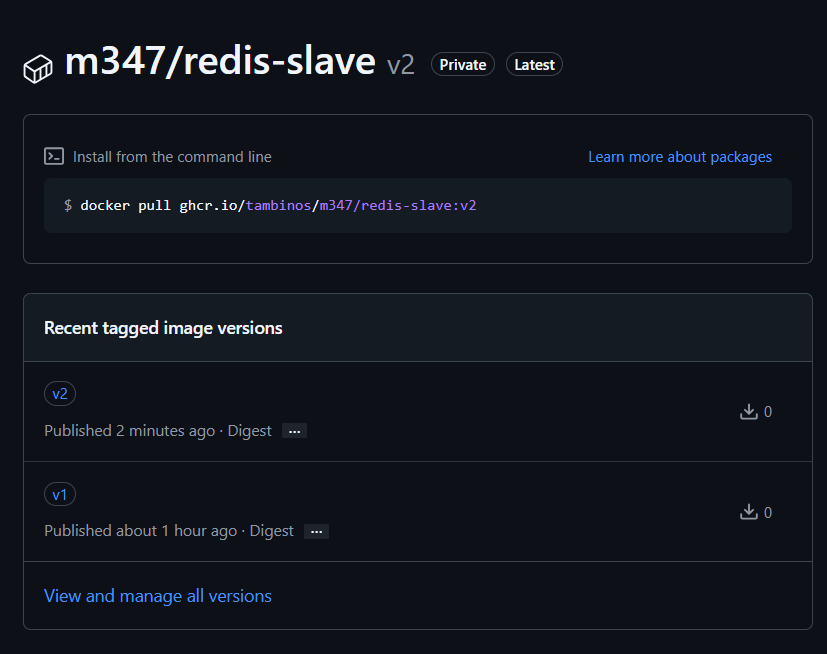 m347/redis-slave v2 Private Latest
Install from the command line Learn more about packages
$ docker pull ghcr.io/tambinos/m347/redis-slave:v2
Recent tagged image versions
v2
Published 2 minutes ago · Digest ...
0
v1
Published about 1 hour ago · Digest ...
0
View and manage all versions